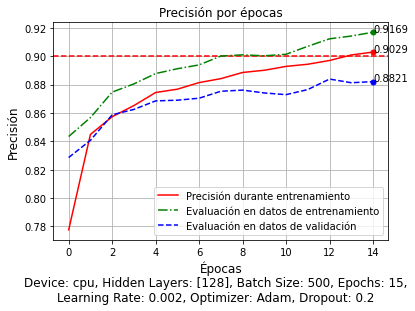 Precisión por épocas
0.92
0.90
0.88
0.86
0.84
0.82
0.80
0.78
Precisión
0.9169
0.9029
0.8821
Precisión durante entrenamiento
Evaluación en datos de entrenamiento
Evaluación en datos de validación
0 2 4 6 8 10 12 14
Épocas
Device: cpu, Hidden Layers: [128], Batch Size: 500, Epochs: 15,
Learning Rate: 0.002, Optimizer: Adam, Dropout: 0.2